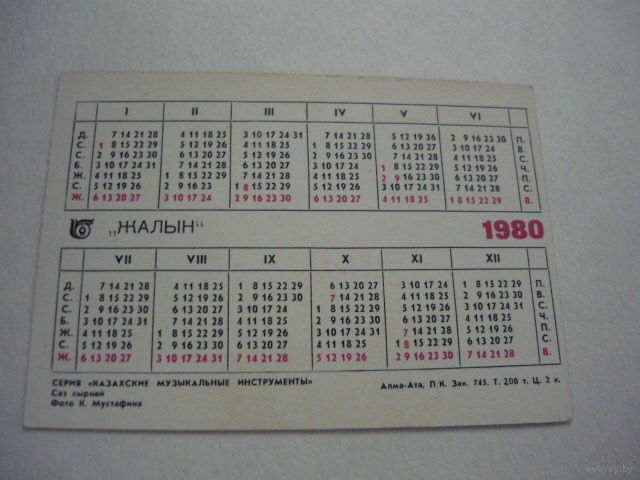 I II III IV V VI
Д. 7 14 21 28 4 11 18 25 3 10 17 24 31 7 14 21 28 5 12 19 26 2 9 16 23 30 П.
С. 1 8 15 22 29 5 12 19 26 4 11 18 25 1 8 15 22 29 6 13 20 27 3 10 17 24 В.
С. 2 9 16 23 30 6 13 20 27 5 12 19 26 2 9 16 23 30 7 14 21 28 4 11 18 25 С.
Б. 3 10 17 24 31 7 14 21 28 6 13 20 27 3 10 17 24 1 8 15 22 29 5 12 19 26 Ч.
Ж. 4 11 18 25 1 8 15 22 29 7 14 21 28 4 11 18 25 2 9 16 23 30 6 13 20 27 П.
С. 5 12 19 26 2 9 16 23 1 8 15 22 29 5 12 19 26 3 10 17 24 31 7 14 21 28 С.
Ж. 6 13 20 27 3 10 17 24 2 9 16 23 30 6 13 20 27 4 11 18 25 1 8 15 22 29 В.
„ЖАЛЫН“ 1980
VII VIII IX X XI XII
Д. 7 14 21 28 4 11 18 25 1 8 15 22 29 6 13 20 27 3 10 17 24 1 8 15 22 29 П.
С. 1 8 15 22 29 5 12 19 26 2 9 16 23 30 7 14 21 28 4 11 18 25 2 9 16 23 30 В.
С. 2 9 16 23 30 6 13 20 27 3 10 17 24 1 8 15 22 29 5 12 19 26 3 10 17 24 31 С.
Б. 3 10 17 24 31 7 14 21 28 4 11 18 25 2 9 16 23 30 6 13 20 27 4 11 18 25 Ч.
Ж. 4 11 18 25 1 8 15 22 29 5 12 19 26 3 10 17 24 31 7 14 21 28 5 12 19 26 П.
С. 5 12 19 26 2 9 16 23 30 6 13 20 27 4 11 18 25 1 8 15 22 29 6 13 20 27 С.
Ж. 6 13 20 27 3 10 17 24 31 7 14 21 28 5 12 19 26 2 9 16 23 30 7 14 21 28 В.
СЕРИЯ «КАЗАХСКИЕ МУЗЫКАЛЬНЫЕ ИНСТРУМЕНТЫ» Алма-Ата, П/К. Зак. 745. Т. 200 т. Ц. 2 к.
Саз сырнай
Фото К. Мустафина
www.ay.by